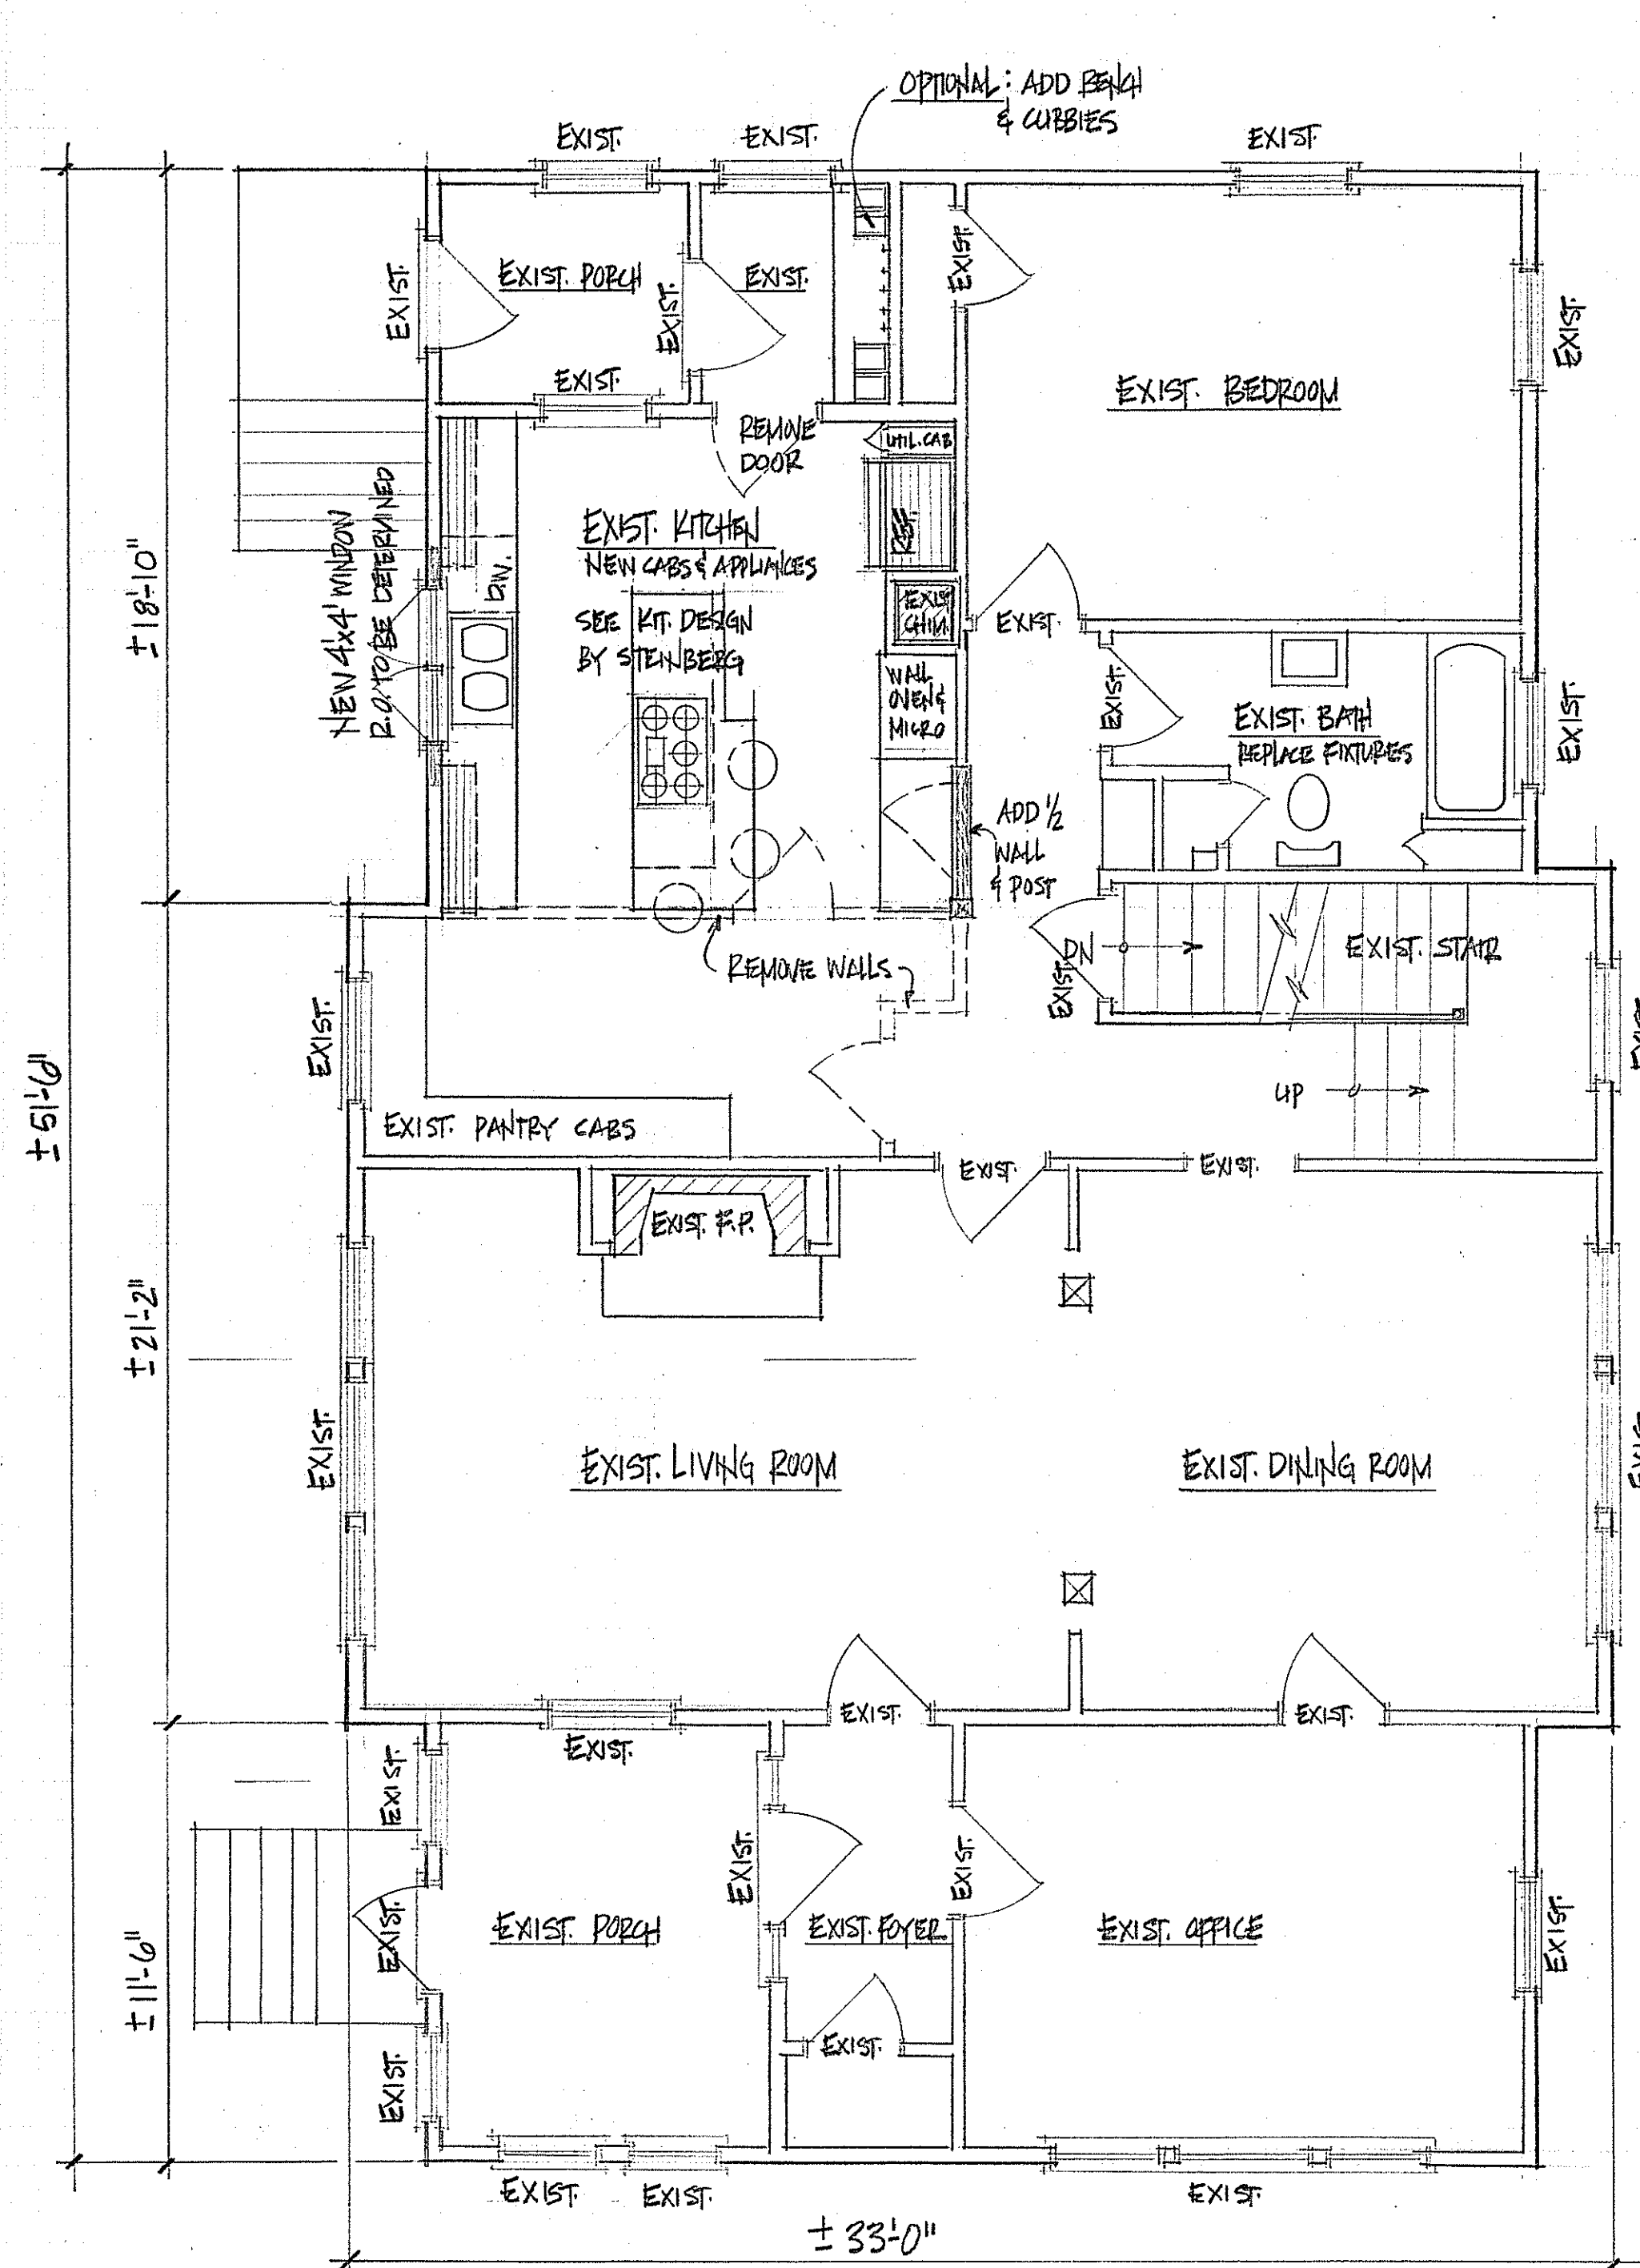 OPTIONAL: ADD BENCH
& CUBBIES
EXIST.
EXIST.
EXIST.
EXIST.
EXIST. PORCH
EXIST.
EXIST.
EXIST.
EXIST.
EXIST.
EXIST. BEDROOM
REMOVE
DOOR
UTIL. CAB
REF.
NEW 4'x4' WINDOW
R.O. TO BE DETERMINED
D.W.
EXIST. KITCHEN
NEW CABS & APPLIANCES
SEE KIT. DESIGN
BY STEINBERG
EXIST.
CHIM.
EXIST.
WALL
OVEN &
MICRO
EXIST.
EXIST. BATH
REPLACE FIXTURES
EXIST.
ADD 1/2
WALL
& POST
± 18'-10"
REMOVE WALLS
DN
EXIST.
EXIST. STAIR
EXIST.
EXIST.
UP
± 51'-6"
EXIST. PANTRY CABS
EXIST.
EXIST.
EXIST. F.P.
± 21'-2"
EXIST.
EXIST. LIVING ROOM
EXIST. DINING ROOM
EXIST.
EXIST.
EXIST.
EXIST.
EXIST.
EXIST.
EXIST.
EXIST.
EXIST. PORCH
EXIST. FOYER
EXIST. OFFICE
EXIST.
± 11'-6"
EXIST.
EXIST.
EXIST.
EXIST.
EXIST.
± 33'-0"